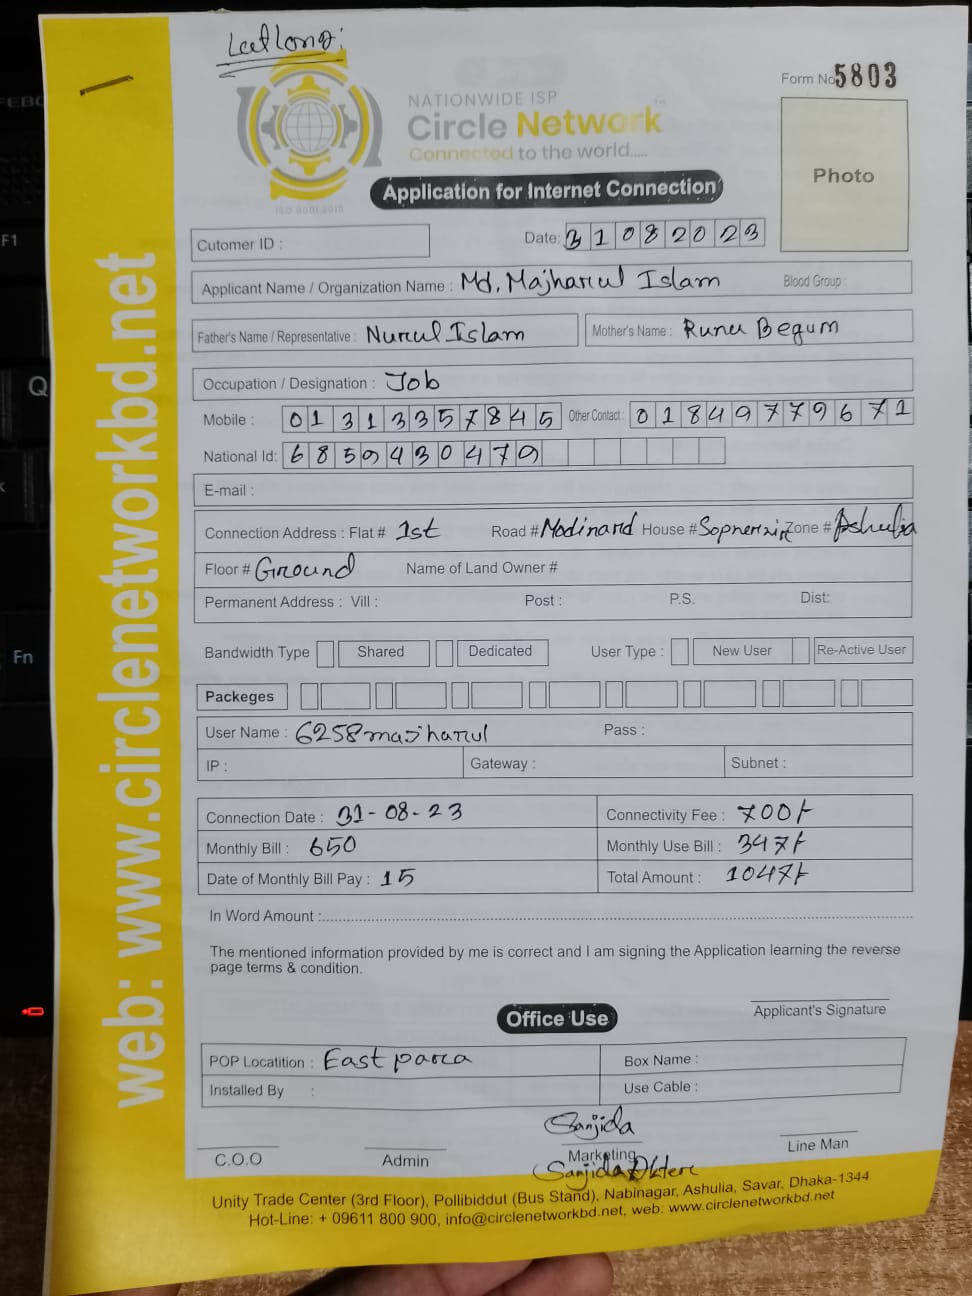 Form No 5803
NATIONWIDE ISP
Circle Network
Connected to the world.....
ISO 9001:2015
Application for Internet Connection
Photo
Cutomer ID :
Date: 31082023
Applicant Name / Organization Name : Md. Majharul Islam Blood Group :
Father's Name / Representative : Nurul Islam Mother's Name : Runu Begum
Occupation / Designation : Job
Mobile : 01313357845 Other Contact : 01849779671
National Id: 6859430479
E-mail :
Connection Address : Flat # 1st Road # House # Zone # Ashulia
Floor # Ground Name of Land Owner #
Permanent Address : Vill : Post : P.S. Dist:
Bandwidth Type Shared Dedicated User Type : New User Re-Active User
Packeges
User Name : 6258majharul Pass :
IP : Gateway : Subnet :
Connection Date : 31-08-23 Connectivity Fee : 700/-
Monthly Bill : 650 Monthly Use Bill : 347/-
Date of Monthly Bill Pay : 15 Total Amount : 1047/-
In Word Amount :
The mentioned information provided by me is correct and I am signing the Application learning the reverse
page terms & condition.
Applicant's Signature
Office Use
POP Locatition : East para Box Name :
Installed By : Use Cable :
Sanjida
C.O.O Admin Marketing Line Man
Sanjida Akter
Unity Trade Center (3rd Floor), Pollibiddut (Bus Stand), Nabinagar, Ashulia, Savar, Dhaka-1344
Hot-Line: + 09611 800 900, info@circlenetworkbd.net, web: www.circlenetworkbd.net
web: www.circlenetworkbd.net
F1
Q
Fn